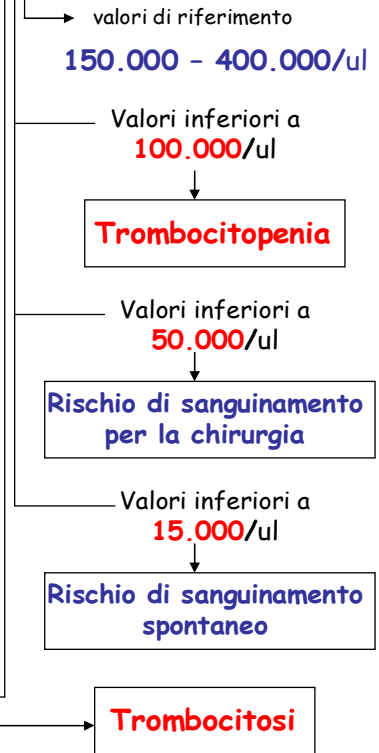 valori di riferimento
150.000 – 400.000/ul
Valori inferiori a
100.000/ul
Trombocitopenia
Valori inferiori a
50.000/ul
Rischio di sanguinamento
per la chirurgia
Valori inferiori a
15.000/ul
Rischio di sanguinamento
spontaneo
Trombocitosi